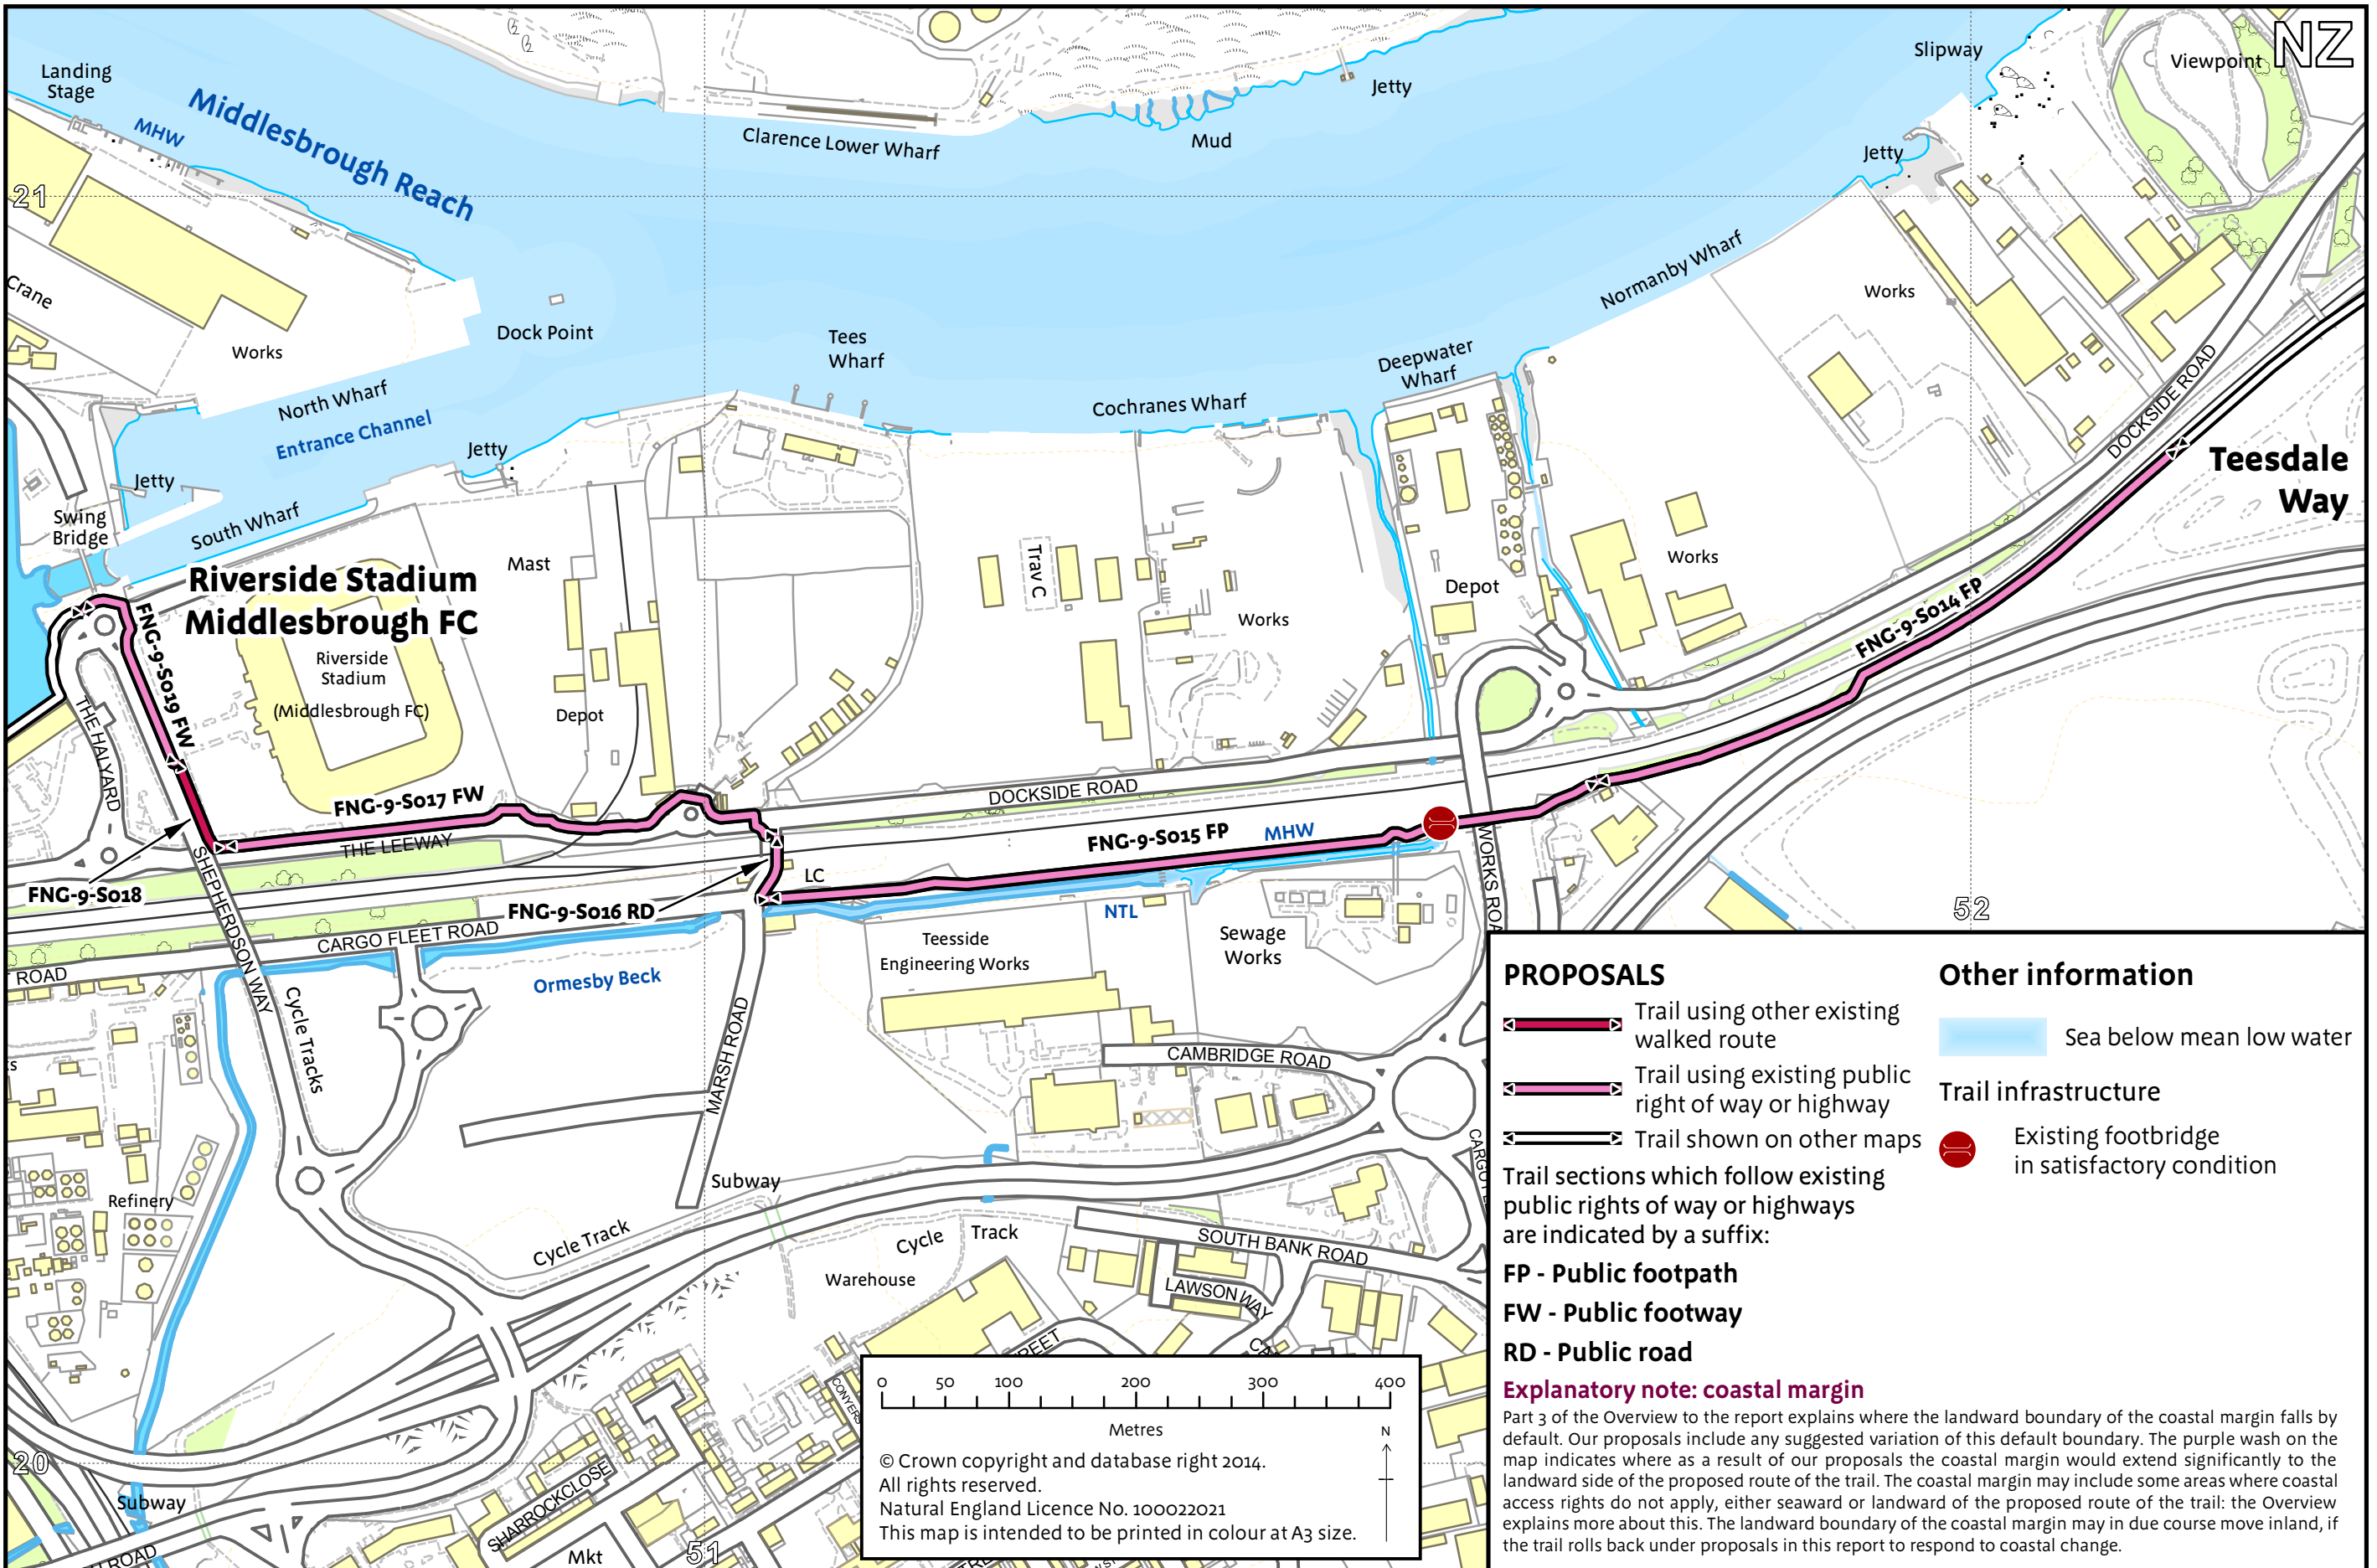 NZ
Landing
Stage
MHW
Middlesbrough Reach
21
Crane
Works
Clarence Lower Wharf
Mud
Jetty
Slipway
Viewpoint
Jetty
Normanby Wharf
Works
Dock Point
North Wharf
Entrance Channel
Jetty
Jetty
Tees
Wharf
Cochranes Wharf
Deepwater
Wharf
DOCKSIDE ROAD
Teesdale
Way
Swing
Bridge
South Wharf
Riverside Stadium
Middlesbrough FC
Riverside
Stadium
(Middlesbrough FC)
Mast
Depot
Trav C
Works
Depot
Works
FNG-9-S014 FP
FNG-9-S019 FW
THE HALYARD
FNG-9-S017 FW
THE LEEWAY
DOCKSIDE ROAD
FNG-9-S015 FP
MHW
WORKS ROA
FNG-9-S018
SHEPHERDSON WAY
LC
FNG-9-S016 RD
CARGO FLEET ROAD
ROAD
NTL
52
Ormesby Beck
Teesside
Engineering Works
Sewage
Works
Cycle Tracks
MARSH ROAD
CAMBRIDGE ROAD
Refinery
Subway
Cycle Track
Cycle
Track
Warehouse
SOUTH BANK ROAD
LAWSON WAY
CARGO
REET
CONYERS
20
Subway
ROAD
SHARROCKCLOSE
Mkt
51
PROPOSALS
Trail using other existing
walked route
Trail using existing public
right of way or highway
Trail shown on other maps
Trail sections which follow existing
public rights of way or highways
are indicated by a suffix:
FP - Public footpath
FW - Public footway
RD - Public road
Other information
Sea below mean low water
Trail infrastructure
Existing footbridge
in satisfactory condition
Explanatory note: coastal margin
Part 3 of the Overview to the report explains where the landward boundary of the coastal margin falls by
default. Our proposals include any suggested variation of this default boundary. The purple wash on the
map indicates where as a result of our proposals the coastal margin would extend significantly to the
landward side of the proposed route of the trail. The coastal margin may include some areas where coastal
access rights do not apply, either seaward or landward of the proposed route of the trail: the Overview
explains more about this. The landward boundary of the coastal margin may in due course move inland, if
the trail rolls back under proposals in this report to respond to coastal change.
0 50 100 200 300 400
Metres
N
© Crown copyright and database right 2014.
All rights reserved.
Natural England Licence No. 100022021
This map is intended to be printed in colour at A3 size.